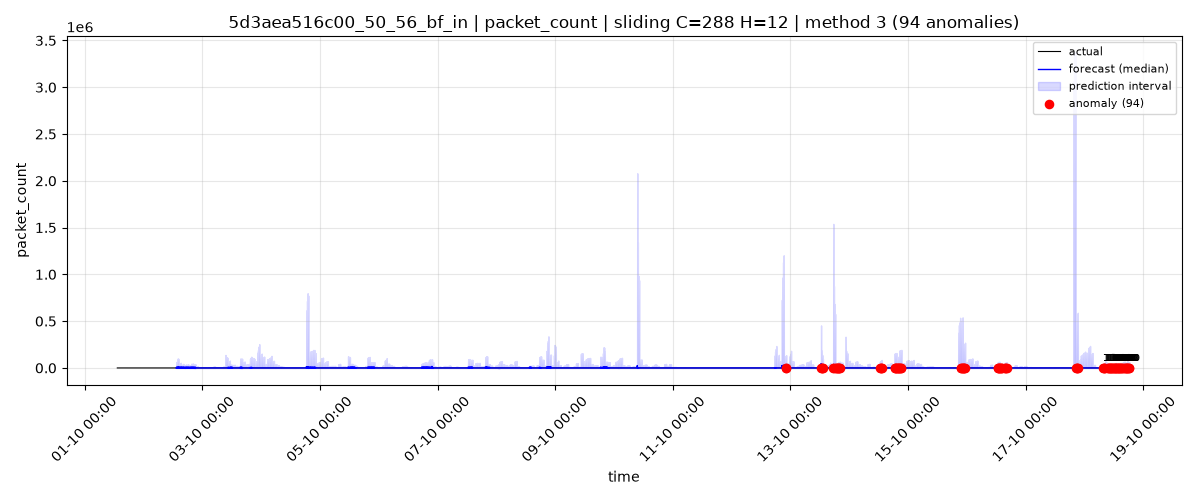 5d3aea516c00_50_56_bf_in | packet_count | sliding C=288 H=12 | method 3 (94 anomalies)
1e6
3.5
3.0
2.5
2.0
1.5
1.0
0.5
0.0
packet_count
actual
forecast (median)
prediction interval
anomaly (94)
01-10 00:00
03-10 00:00
05-10 00:00
07-10 00:00
09-10 00:00
11-10 00:00
13-10 00:00
15-10 00:00
17-10 00:00
19-10 00:00
time